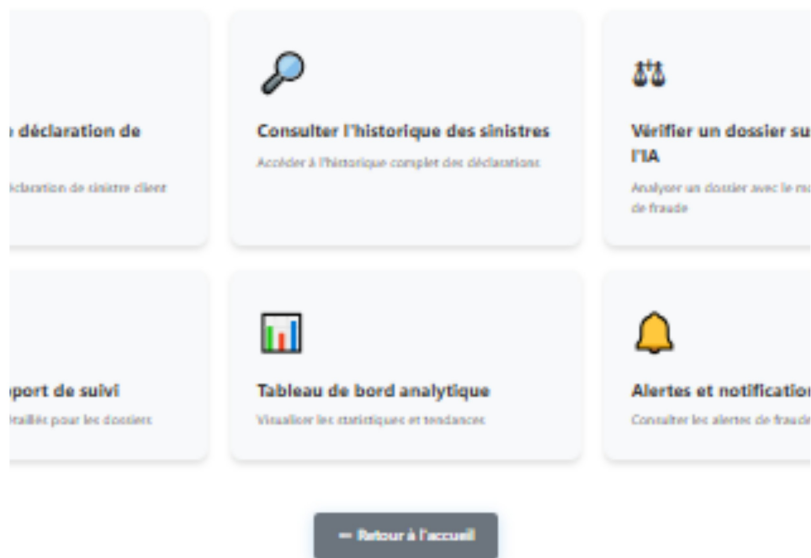 déclaration de
déclaration de sinistre client
Consulter l'historique des sinistres
Accéder à l'historique complet des déclarations
Vérifier un dossier su
l'IA
Analyser un dossier avec le m
de fraude
port de suivi
taillés pour les dossiers
Tableau de bord analytique
Visualiser les statistiques et tendances
Alertes et notification
Consulter les alertes de fraude
← Retour à l'accueil